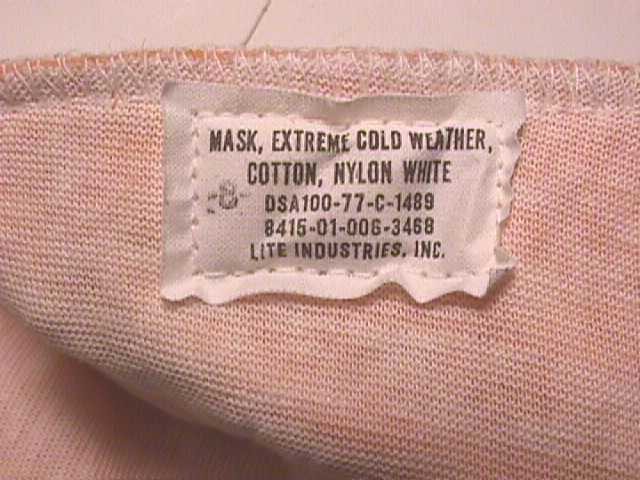 MASK, EXTREME COLD WEATHER,
COTTON, NYLON WHITE
DSA100-77-C-1489
8415-01-006-3468
LITE INDUSTRIES, INC.